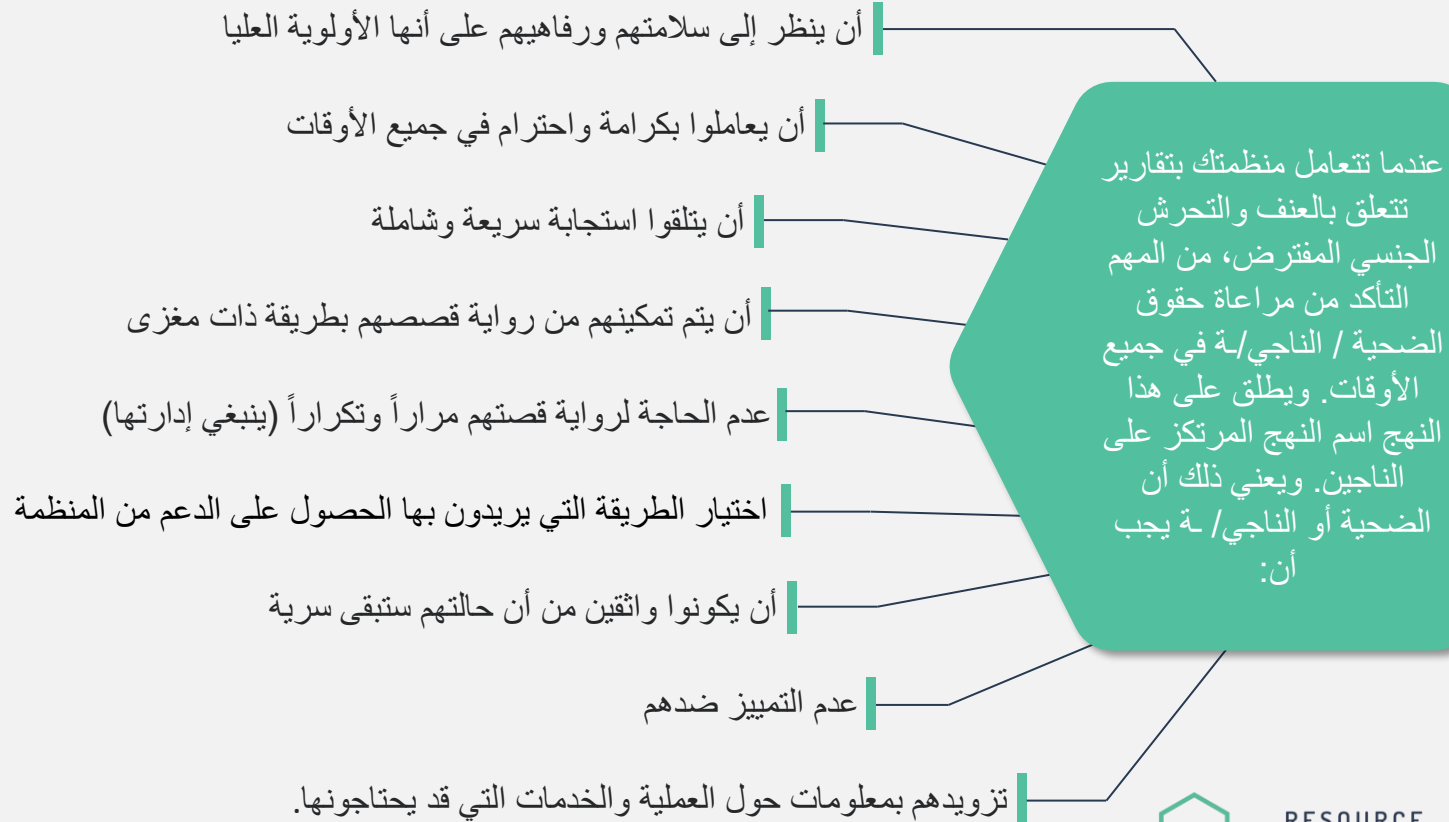 عندما تتعامل منظمتك بتقارير
تتعلق بالعنف والتحرش
الجنسي المفترض، من المهم
التأكد من مراعاة حقوق
الضحية / الناجي/ـة في جميع
الأوقات. ويطلق على هذا
النهج اسم النهج المرتكز على
الناجين. ويعني ذلك أن
الضحية أو الناجي/ ـة يجب
أن:
أن ينظر إلى سلامتهم ورفاهيهم على أنها الأولوية العليا
أن يعاملوا بكرامة واحترام في جميع الأوقات
أن يتلقوا استجابة سريعة وشاملة
أن يتم تمكينهم من رواية قصصهم بطريقة ذات مغزى
عدم الحاجة لرواية قصتهم مراراً وتكراراً (ينبغي إدارتها)
اختيار الطريقة التي يريدون بها الحصول على الدعم من المنظمة
أن يكونوا واثقين من أن حالتهم ستبقى سرية
عدم التمييز ضدهم
تزويدهم بمعلومات حول العملية والخدمات التي قد يحتاجونها.
RESOURCE